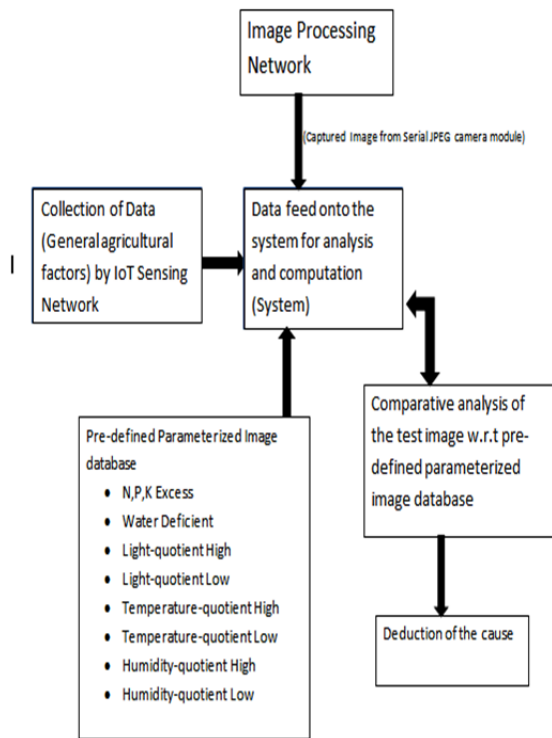 Image Processing
Network
(Captured Image from Serial JPEG camera module)
Collection of Data
(General agricultural
factors) by IoT Sensing
Network
Data feed onto the
system for analysis
and computation
(System)
Comparative analysis of
the test image w.r.t pre-
defined parameterized
image database
Pre-defined Parameterized Image
database
• N,P,K Excess
• Water Deficient
• Light-quotient High
• Light-quotient Low
• Temperature-quotient High
• Temperature-quotient Low
• Humidity-quotient High
• Humidity-quotient Low
Deduction of the cause